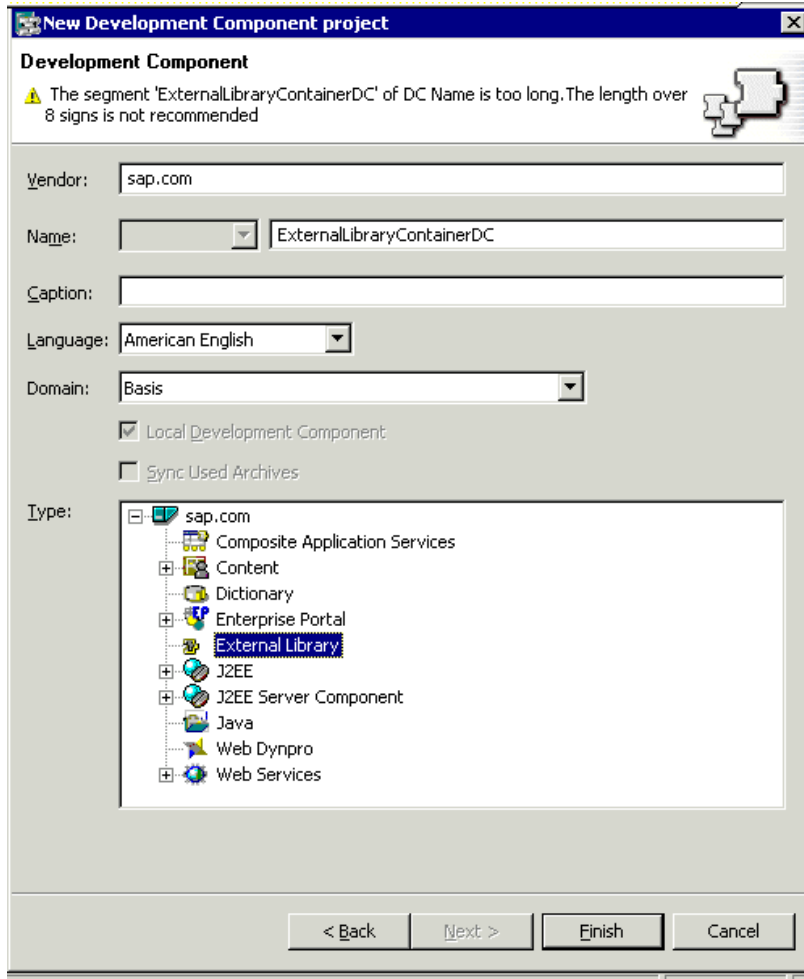 New Development Component project
Development Component
The segment 'ExternalLibraryContainerDC' of DC Name is too long.The length over
8 signs is not recommended
Vendor: sap.com
Name: ExternalLibraryContainerDC
Caption:
Language: American English
Domain: Basis
Local Development Component
Sync Used Archives
Type: sap.com
Composite Application Services
Content
Dictionary
Enterprise Portal
External Library
J2EE
J2EE Server Component
Java
Web Dynpro
Web Services
< Back Next > Finish Cancel